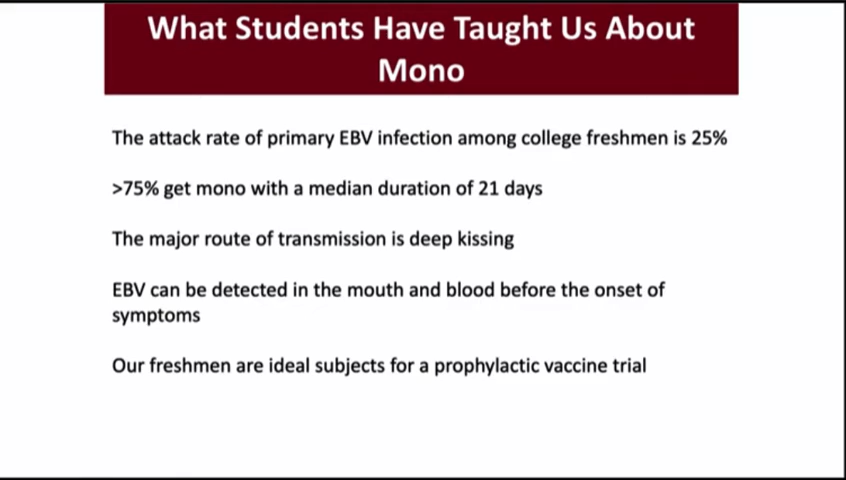 What Students Have Taught Us About
Mono
The attack rate of primary EBV infection among college freshmen is 25%
>75% get mono with a median duration of 21 days
The major route of transmission is deep kissing
EBV can be detected in the mouth and blood before the onset of
symptoms
Our freshmen are ideal subjects for a prophylactic vaccine trial